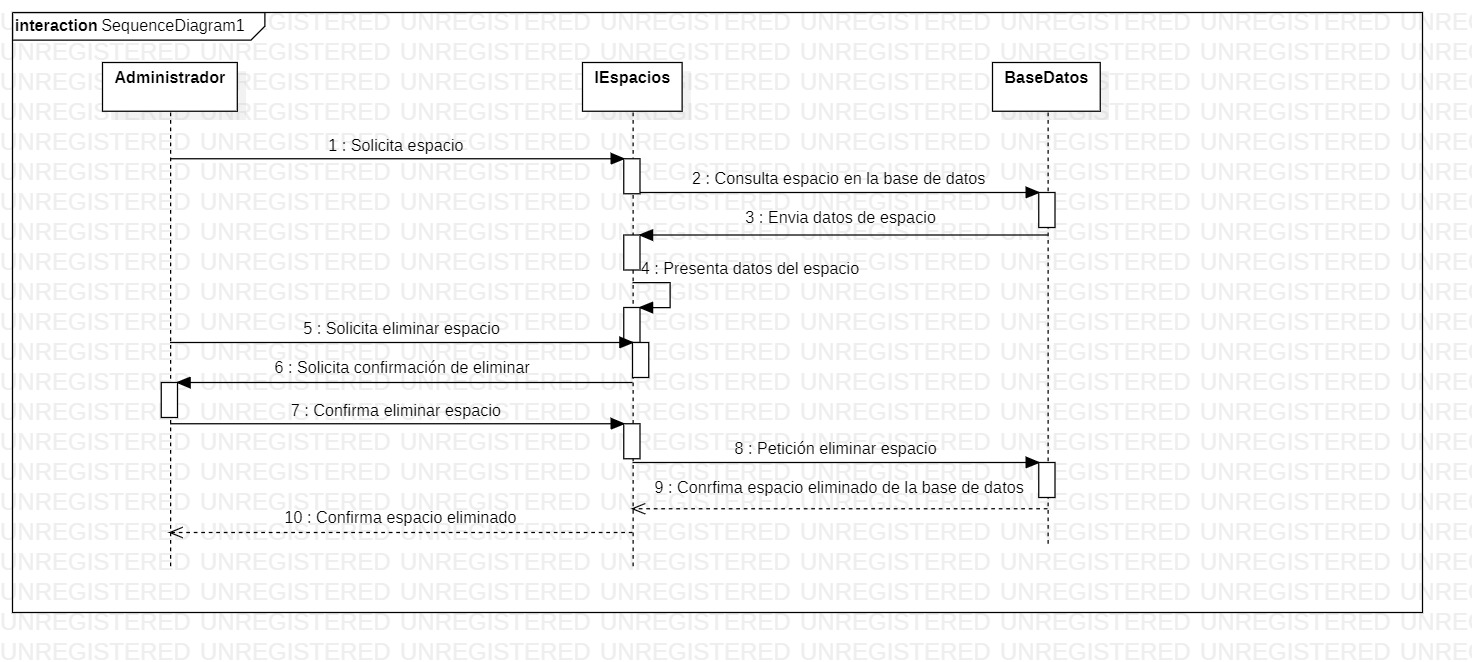 interaction SequenceDiagram1
Administrador
IEspacios
BaseDatos
1 : Solicita espacio
2 : Consulta espacio en la base de datos
3 : Envia datos de espacio
4 : Presenta datos del espacio
5 : Solicita eliminar espacio
6 : Solicita confirmación de eliminar
7 : Confirma eliminar espacio
8 : Petición eliminar espacio
9 : Conrfima espacio eliminado de la base de datos
10 : Confirma espacio eliminado
UNREGISTERED